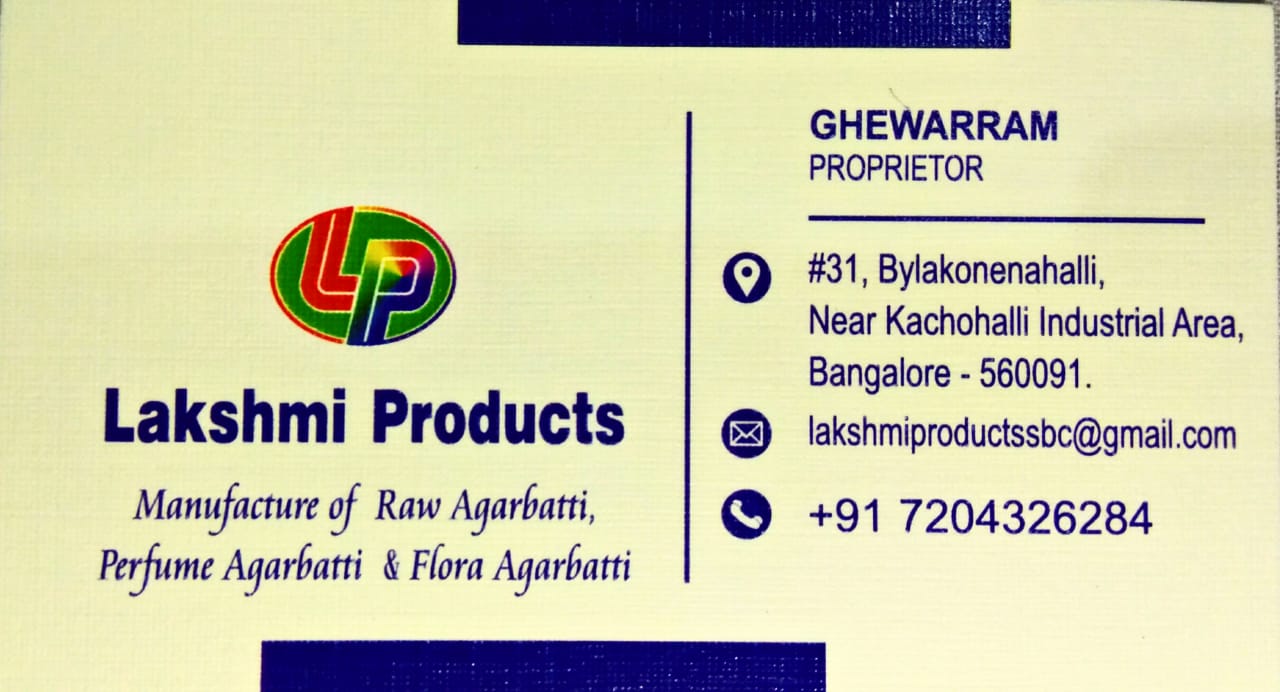 LP
Lakshmi Products
Manufacture of Raw Agarbatti,
Perfume Agarbatti & Flora Agarbatti
GHEWARRAM
PROPRIETOR
#31, Bylakonenahalli,
Near Kachohalli Industrial Area,
Bangalore - 560091.
lakshmiproductssbc@gmail.com
+91 7204326284